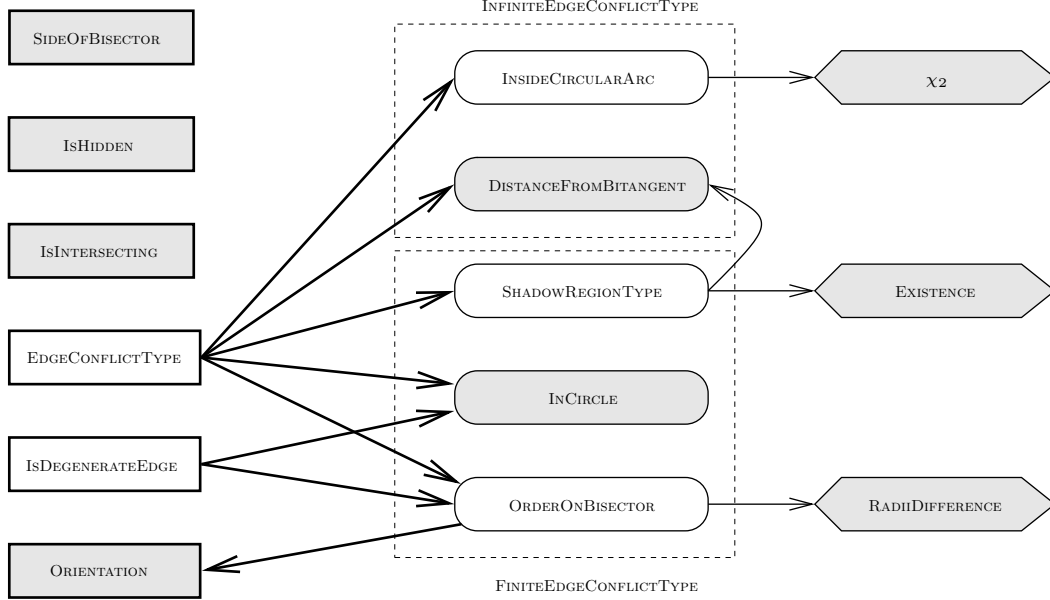 INFINITEEDGECONFLICTTYPE
SIDEOFBISECTOR
INSIDECIRCULARARC
χ2
ISHIDDEN
DISTANCEFROMBITANGENT
ISINTERSECTING
SHADOWREGIONTYPE
EXISTENCE
EDGECONFLICTTYPE
INCIRCLE
ISDEGENERATEEDGE
ORDERONBISECTOR
RADIIDIFFERENCE
ORIENTATION
FINITEEDGECONFLICTTYPE